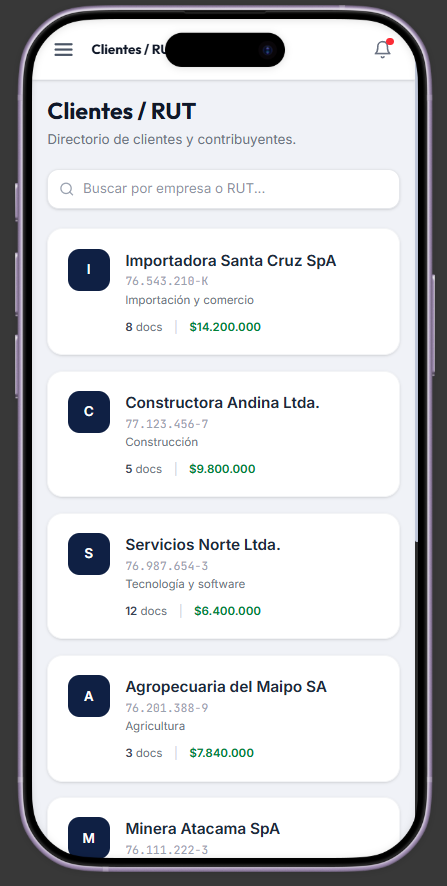 Clientes / RU
Clientes / RUT
Directorio de clientes y contribuyentes.
Buscar por empresa o RUT...
I
Importadora Santa Cruz SpA
76.543.210-K
Importación y comercio
8 docs | $14.200.000
C
Constructora Andina Ltda.
77.123.456-7
Construcción
5 docs | $9.800.000
S
Servicios Norte Ltda.
76.987.654-3
Tecnología y software
12 docs | $6.400.000
A
Agropecuaria del Maipo SA
76.201.388-9
Agricultura
3 docs | $7.840.000
M
Minera Atacama SpA
76.111.222-3